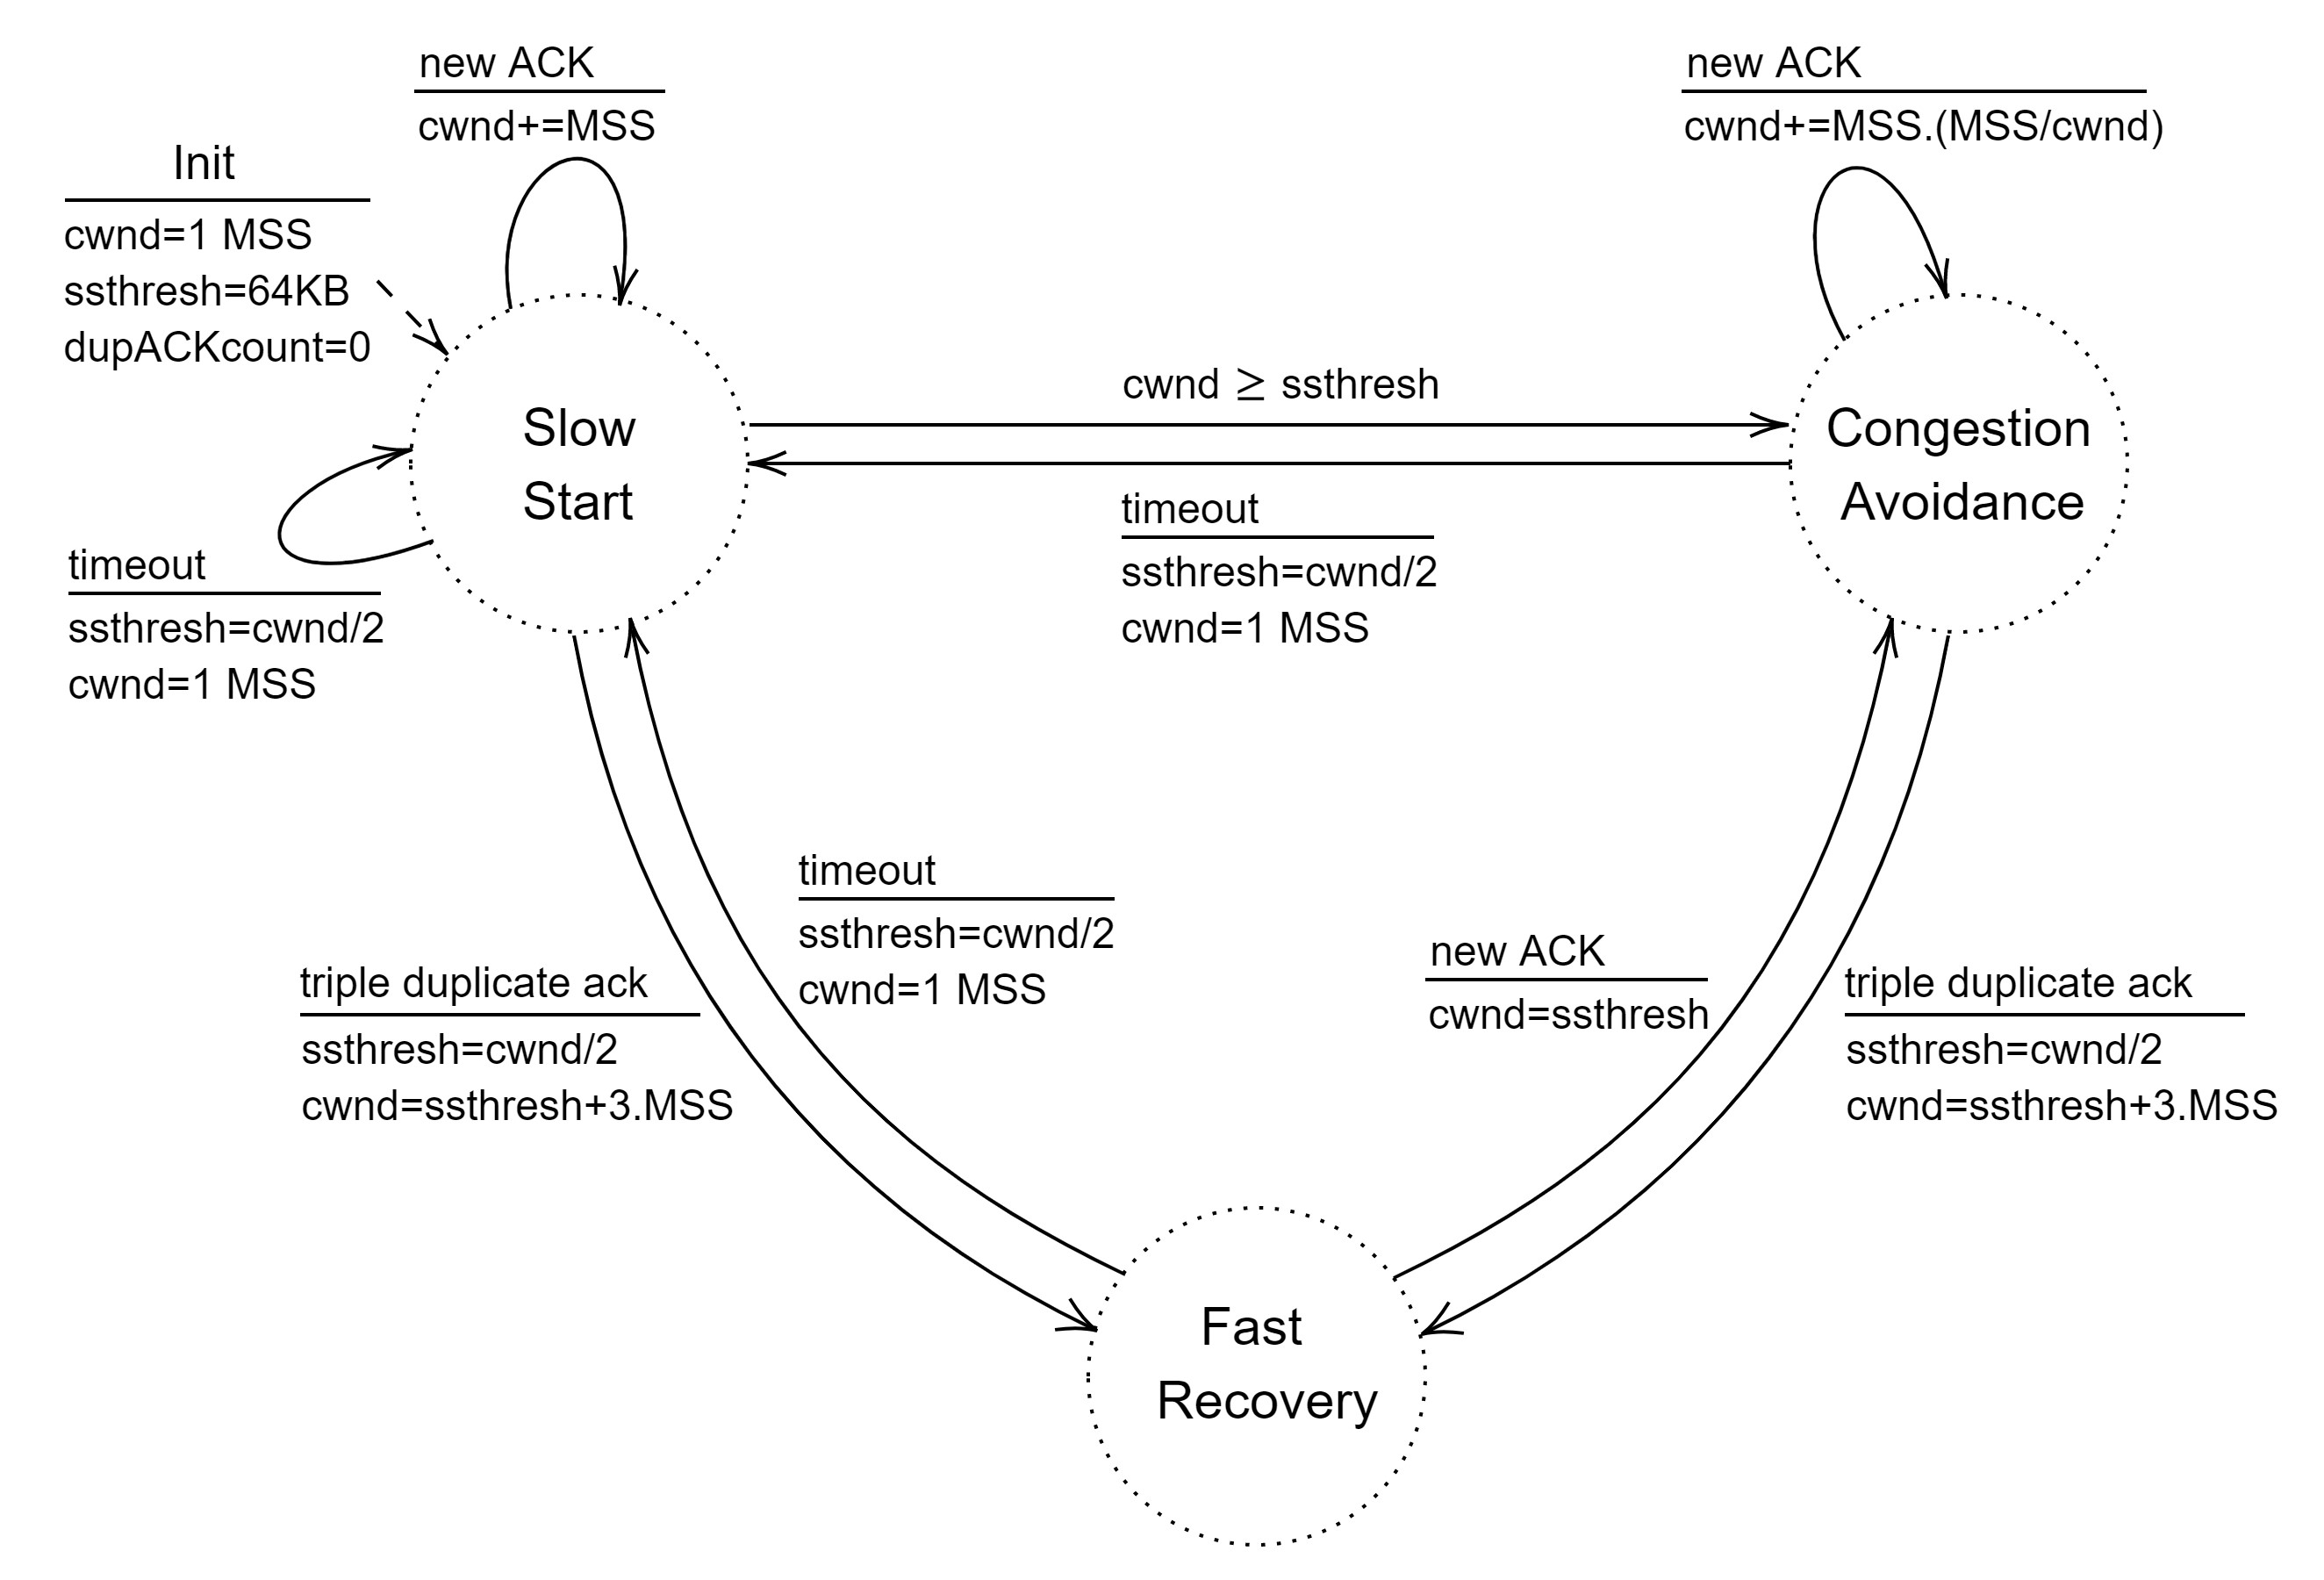 new ACK
cwnd+=MSS
new ACK
cwnd+=MSS.(MSS/cwnd)
Init
cwnd=1 MSS
ssthresh=64KB
dupACKcount=0
Slow
Start
cwnd ≥ ssthresh
Congestion
Avoidance
timeout
ssthresh=cwnd/2
cwnd=1 MSS
timeout
ssthresh=cwnd/2
cwnd=1 MSS
timeout
ssthresh=cwnd/2
cwnd=1 MSS
triple duplicate ack
ssthresh=cwnd/2
cwnd=ssthresh+3.MSS
new ACK
cwnd=ssthresh
triple duplicate ack
ssthresh=cwnd/2
cwnd=ssthresh+3.MSS
Fast
Recovery